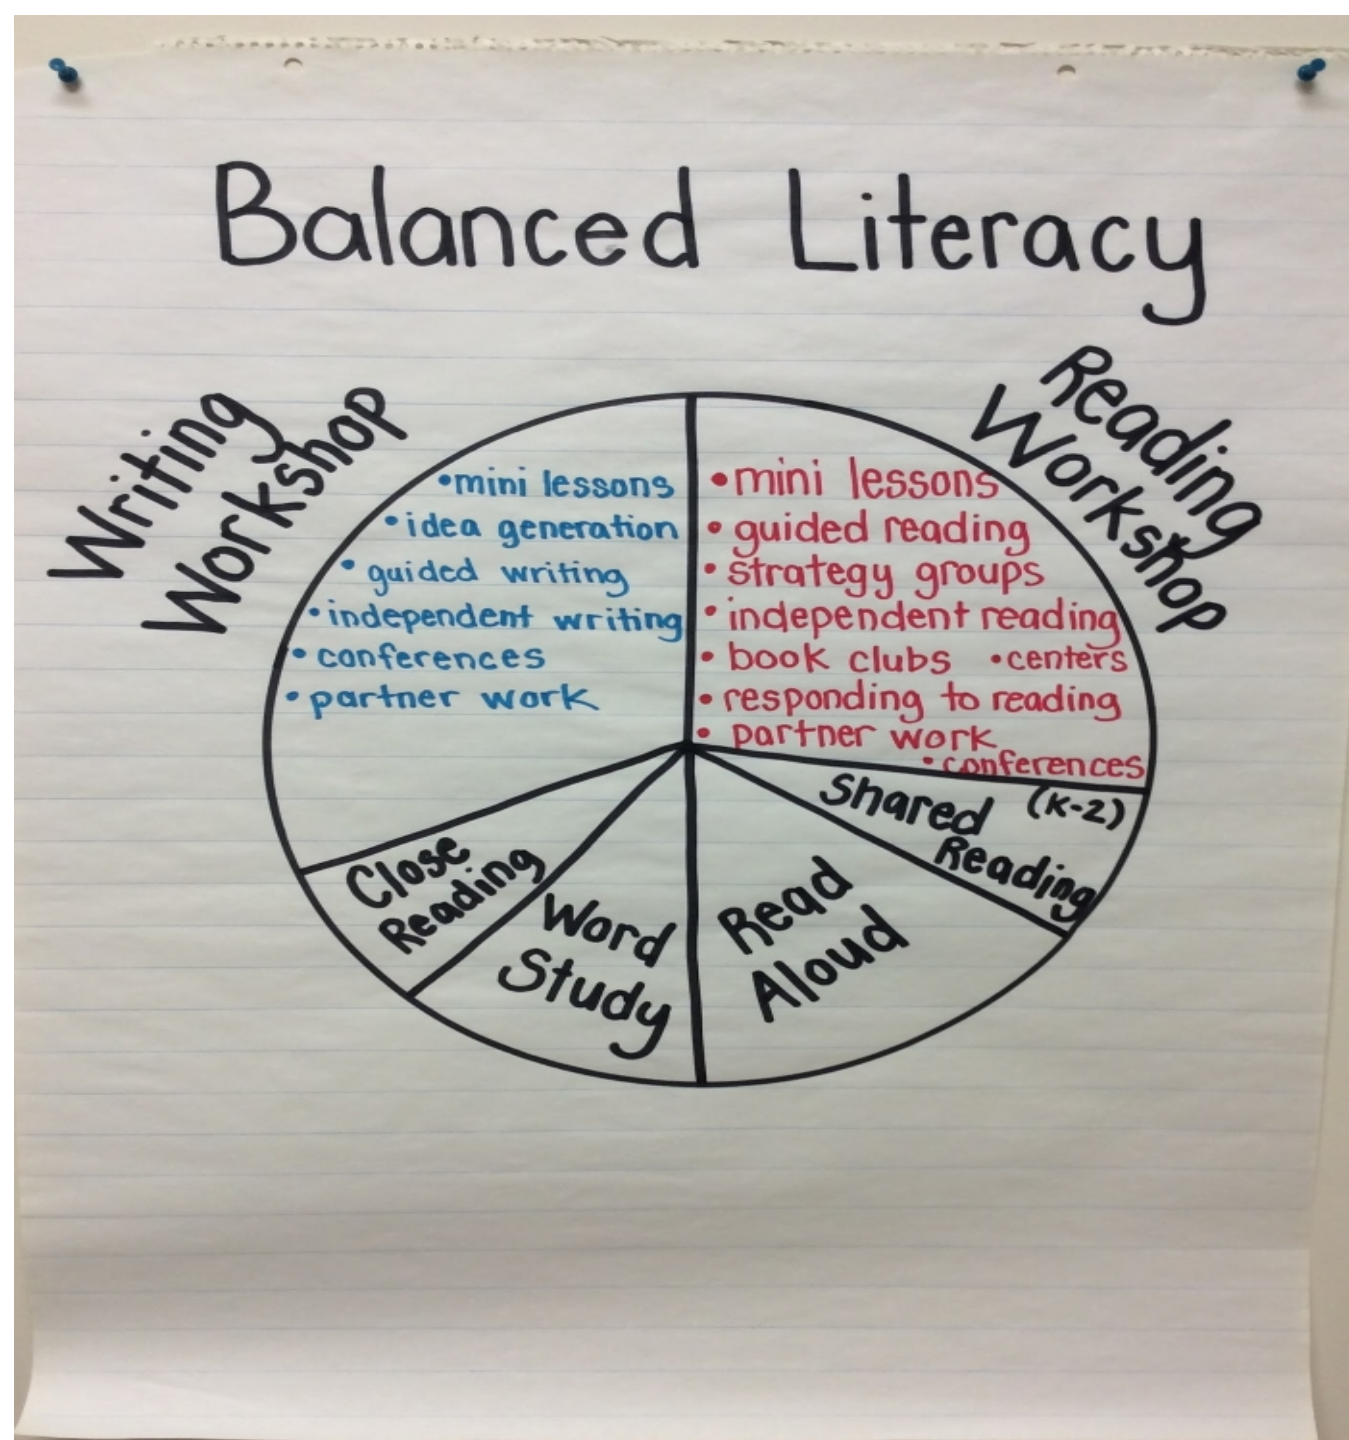 Balanced Literacy
Writing
Workshop
• mini lessons
• idea generation
• guided writing
• independent writing
• conferences
• partner work
Reading
Workshop
• mini lessons
• guided reading
• strategy groups
• independent reading
• book clubs • centers
• responding to reading
• partner work
• conferences
Shared (K-2)
Reading
Read
Aloud
Word
Study
Close
Reading